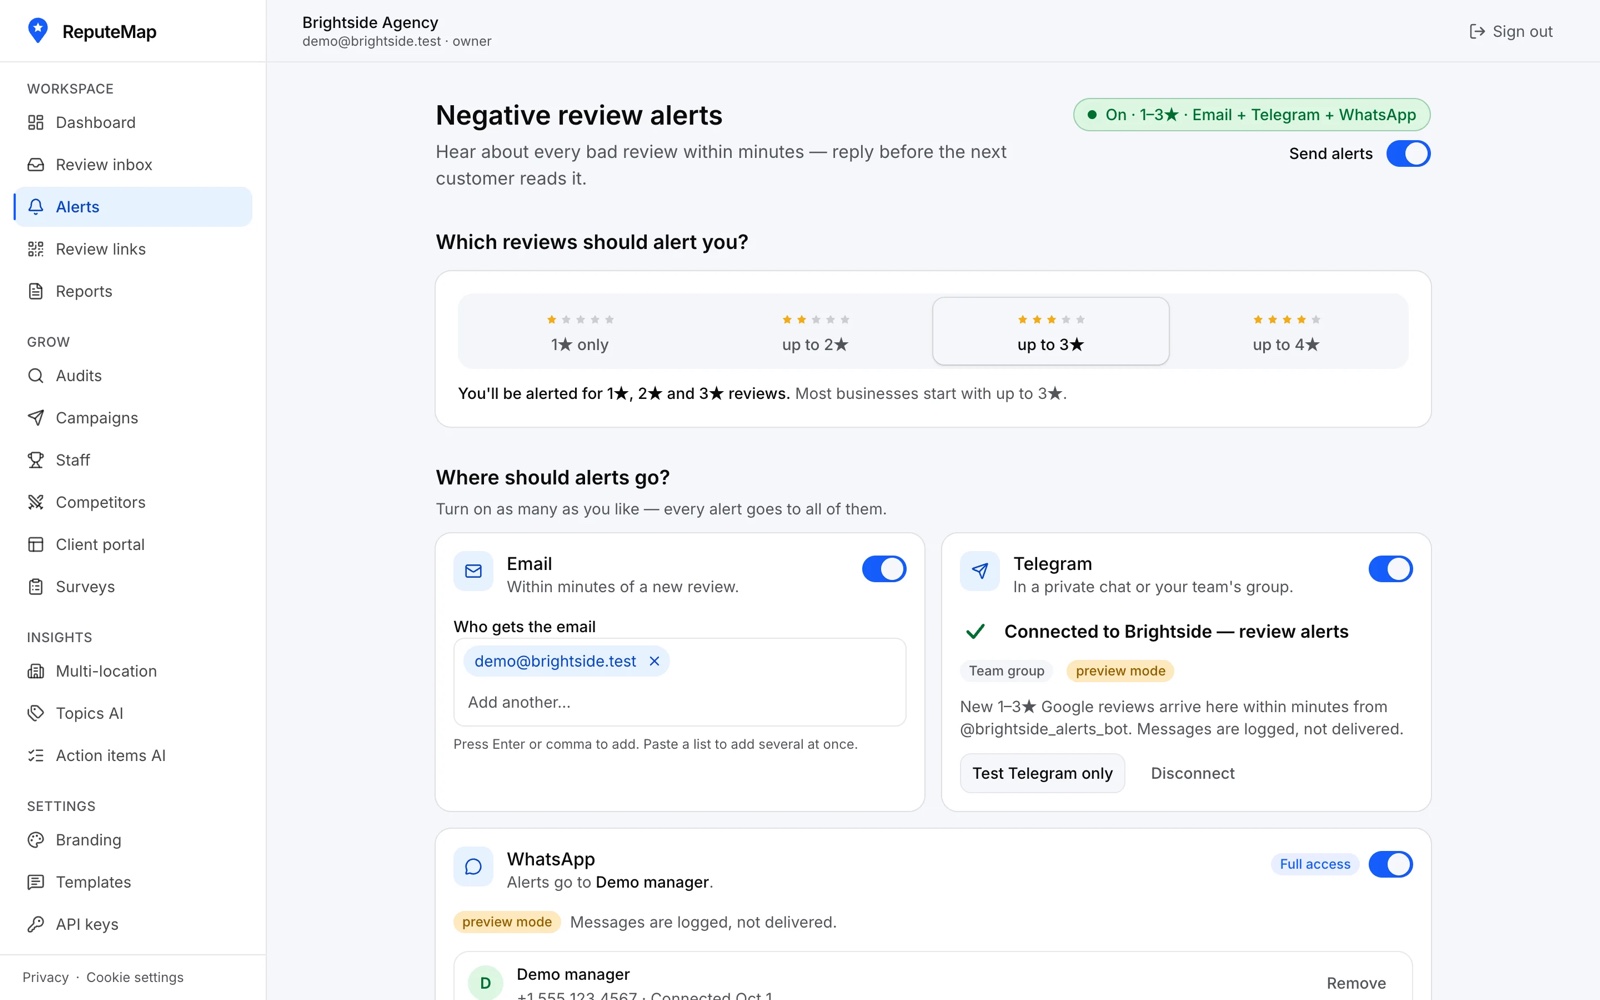 ReputeMap
Brightside Agency
demo@brightside.test · owner
Sign out
WORKSPACE
Dashboard
Review inbox
Alerts
Review links
Reports
GROW
Audits
Campaigns
Staff
Competitors
Client portal
Surveys
INSIGHTS
Multi-location
Topics AI
Action items AI
SETTINGS
Branding
Templates
API keys
Privacy · Cookie settings
Negative review alerts
Hear about every bad review within minutes — reply before the next
customer reads it.
On · 1–3★ · Email + Telegram + WhatsApp
Send alerts
Which reviews should alert you?
1★ only
up to 2★
up to 3★
up to 4★
You'll be alerted for 1★, 2★ and 3★ reviews. Most businesses start with up to 3★.
Where should alerts go?
Turn on as many as you like — every alert goes to all of them.
Email
Within minutes of a new review.
Who gets the email
demo@brightside.test ✕
Add another...
Press Enter or comma to add. Paste a list to add several at once.
Telegram
In a private chat or your team's group.
Connected to Brightside — review alerts
Team group
preview mode
New 1–3★ Google reviews arrive here within minutes from
@brightside_alerts_bot. Messages are logged, not delivered.
Test Telegram only
Disconnect
WhatsApp
Alerts go to Demo manager.
Full access
preview mode
Messages are logged, not delivered.
D
Demo manager
+1 555 123 4567 · Connected Oct 1
Remove